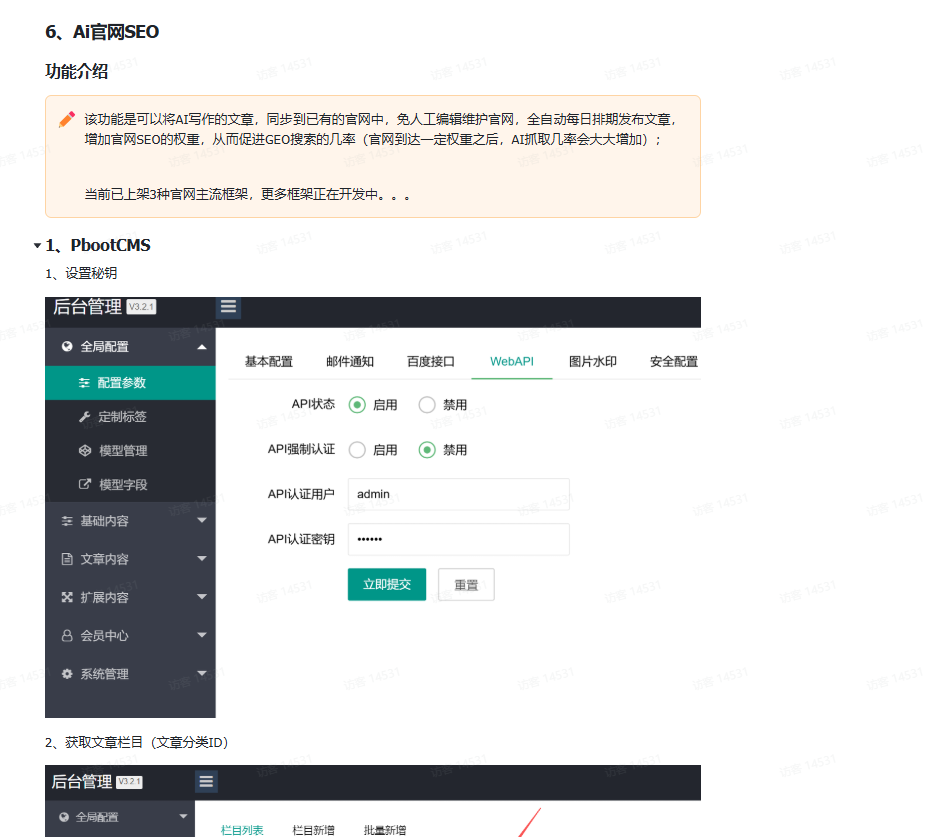 6、Ai官网SEO
功能介绍
该功能是可以将AI写作的文章，同步到已有的官网中，免人工编辑维护官网，全自动每日排期发布文章，
增加官网SEO的权重，从而促进GEO搜索的几率（官网到达一定权重之后，AI抓取几率会大大增加）；
当前已上架3种官网主流框架，更多框架正在开发中。。。
1、PbootCMS
1、设置秘钥
后台管理 V3.2.1
全局配置
配置参数
定制标签
模型管理
模型字段
基础内容
文章内容
扩展内容
会员中心
系统管理
基本配置 邮件通知 百度接口 WebAPI 图片水印 安全配置
API状态 启用 禁用
API强制认证 启用 禁用
API认证用户 admin
API认证密钥 ••••••
立即提交 重置
2、获取文章栏目（文章分类ID）
后台管理 V3.2.1
全局配置
栏目列表 栏目新增 批量新增
访客 14531